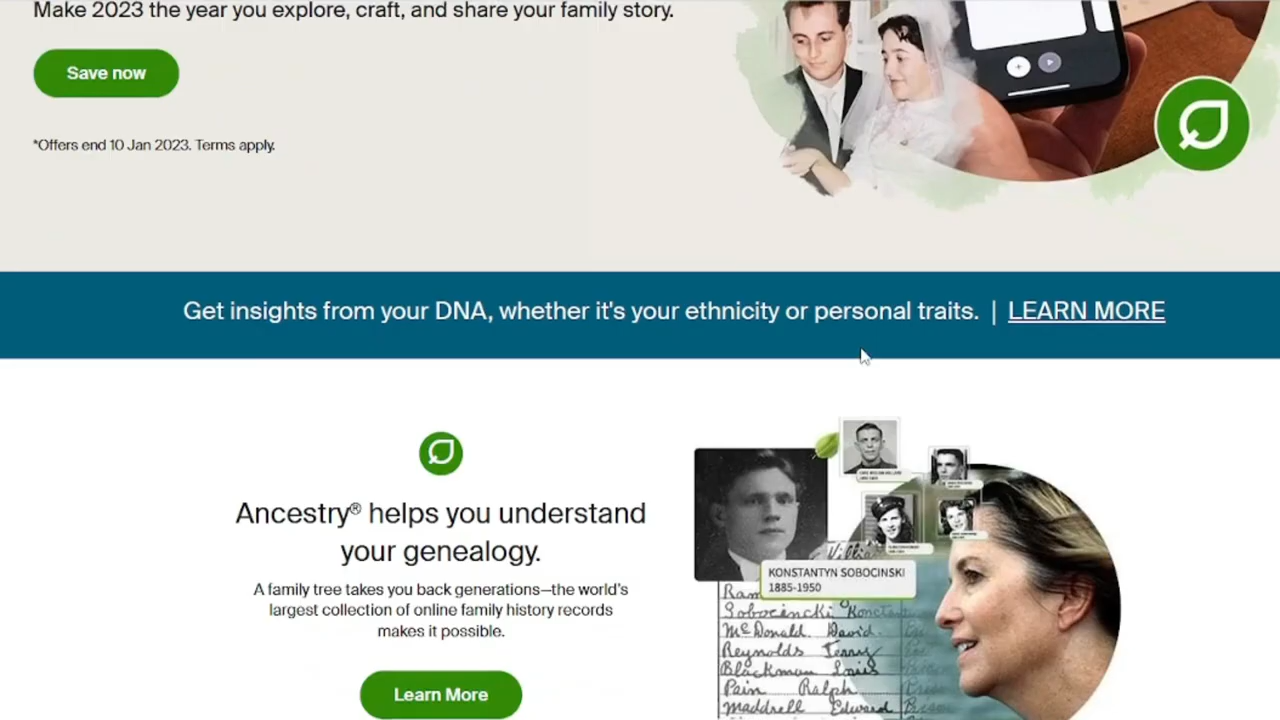 Make 2023 the year you explore, craft, and share your family story.
Save now
*Offers end 10 Jan 2023. Terms apply.
Get insights from your DNA, whether it's your ethnicity or personal traits. | LEARN MORE
Ancestry® helps you understand
your genealogy.
A family tree takes you back generations—the world's
largest collection of online family history records
makes it possible.
Learn More
KONSTANTYN SOBOCINSKI
1885-1950
Ram
Sobocincki Konstan
McDonald David
Reynolds Terry
Blackman Louis
Pain Ralph
Maddrell Edward